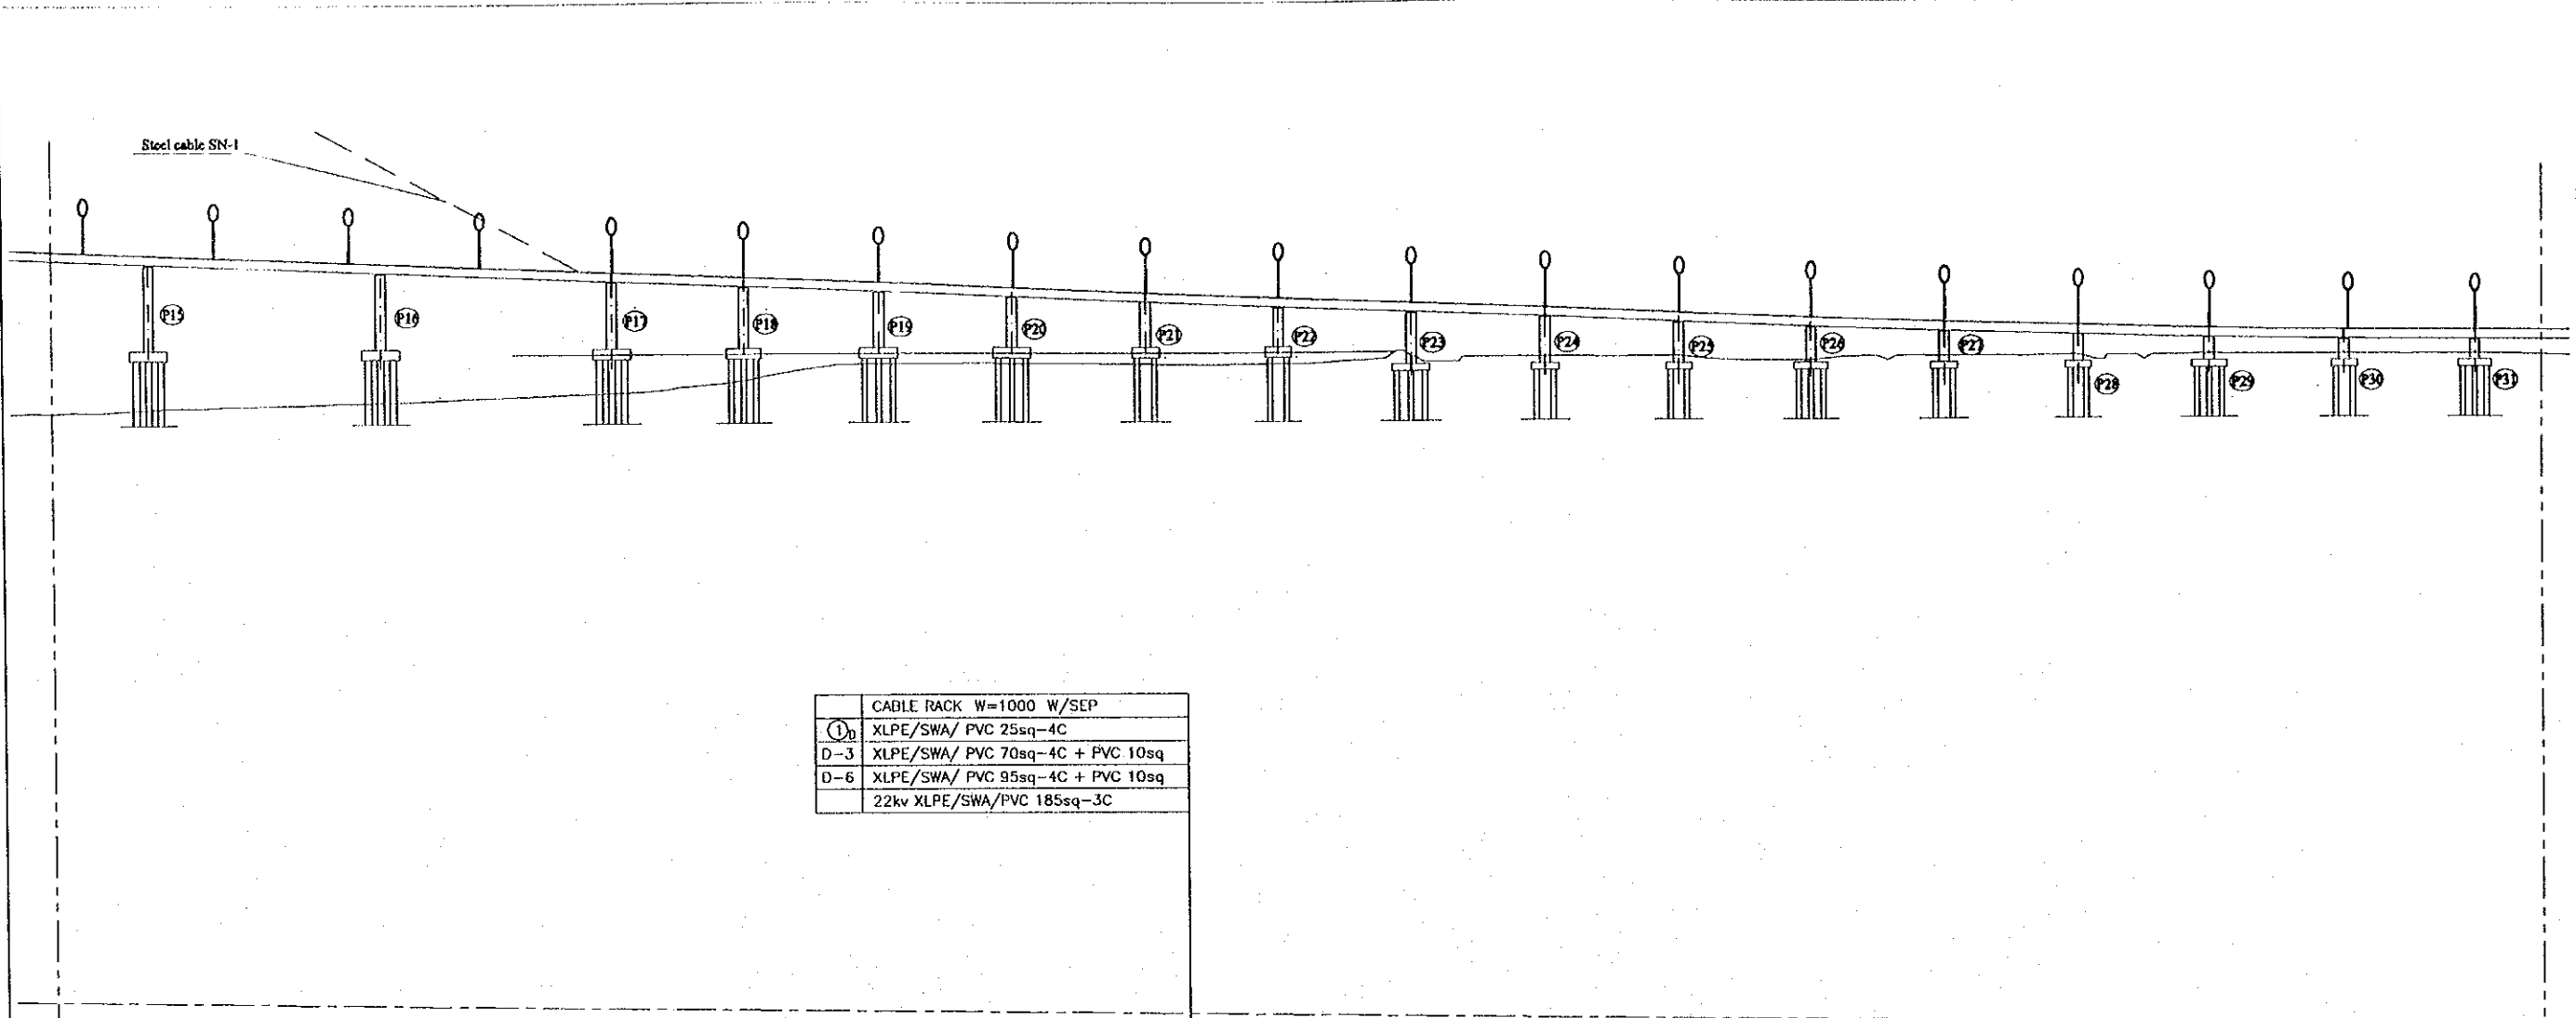 Steel cable SN-1
P15
P16
P17
P18
P19
P20
P21
P22
P23
P24
P25
P26
P27
P28
P29
P30
P31
CABLE RACK W=1000 W/SEP
1 D XLPE/SWA/ PVC 25sq-4C
D-3 XLPE/SWA/ PVC 70sq-4C + PVC 10sq
D-6 XLPE/SWA/ PVC 95sq-4C + PVC 10sq
22kv XLPE/SWA/PVC 185sq-3C